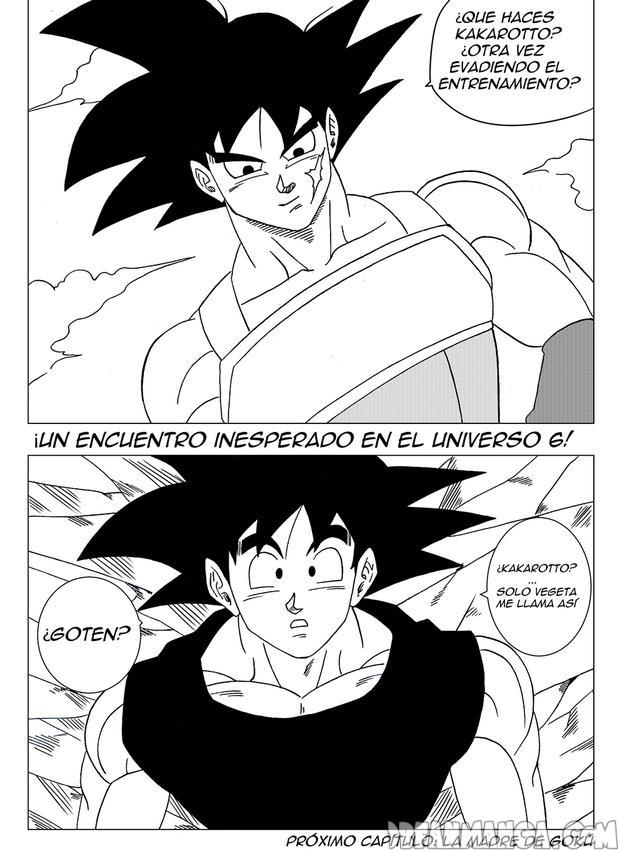 ¿QUE HACES
KAKAROTTO?
¿OTRA VEZ
EVADIENDO EL
ENTRENAMIENTO?
¡UN ENCUENTRO INESPERADO EN EL UNIVERSO 6!
¿KAKAROTTO?
...
SOLO VEGETA
ME LLAMA ASÍ
¿GOTEN?
PRÓXIMO CAPÍTULO: LA MADRE DE GOKÚ